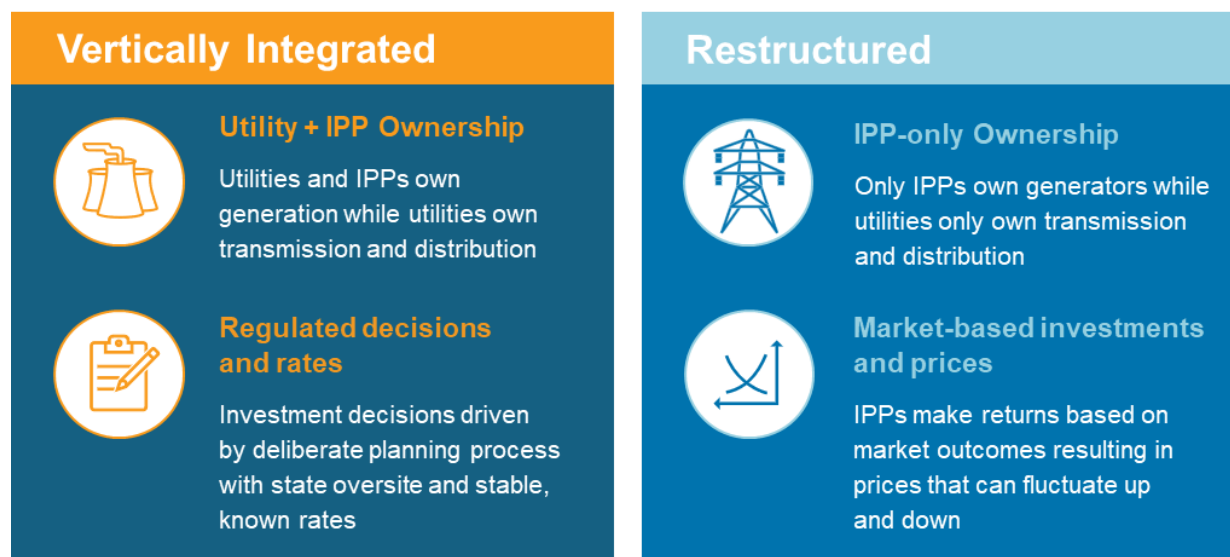 Vertically Integrated
Utility + IPP Ownership
Utilities and IPPs own
generation while utilities own
transmission and distribution
Regulated decisions
and rates
Investment decisions driven
by deliberate planning process
with state oversite and stable,
known rates
Restructured
IPP-only Ownership
Only IPPs own generators while
utilities only own transmission
and distribution
Market-based investments
and prices
IPPs make returns based on
market outcomes resulting in
prices that can fluctuate up
and down